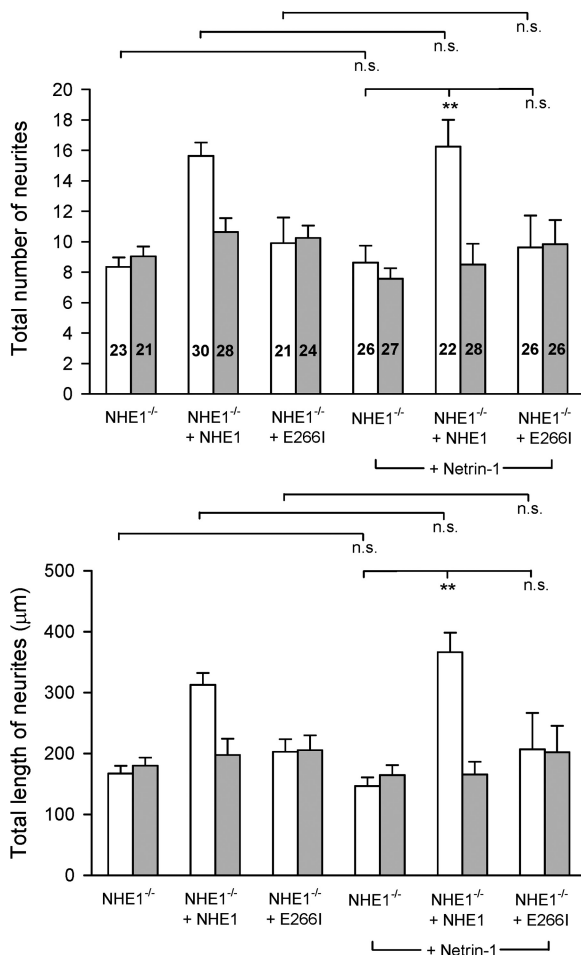 n.s.
n.s.
n.s.
Total number of neurites
20
18
16
14
12
10
8
6
4
2
0
**
n.s.
23 21 30 28 21 24 26 27 22 28 26 26
NHE1-/- NHE1-/- NHE1-/- NHE1-/- NHE1-/- NHE1-/-
+ NHE1 + E266I + NHE1 + E266I
+ Netrin-1
n.s.
n.s.
n.s.
Total length of neurites (μm)
500
400
300
200
100
0
**
n.s.
NHE1-/- NHE1-/- NHE1-/- NHE1-/- NHE1-/- NHE1-/-
+ NHE1 + E266I + NHE1 + E266I
+ Netrin-1